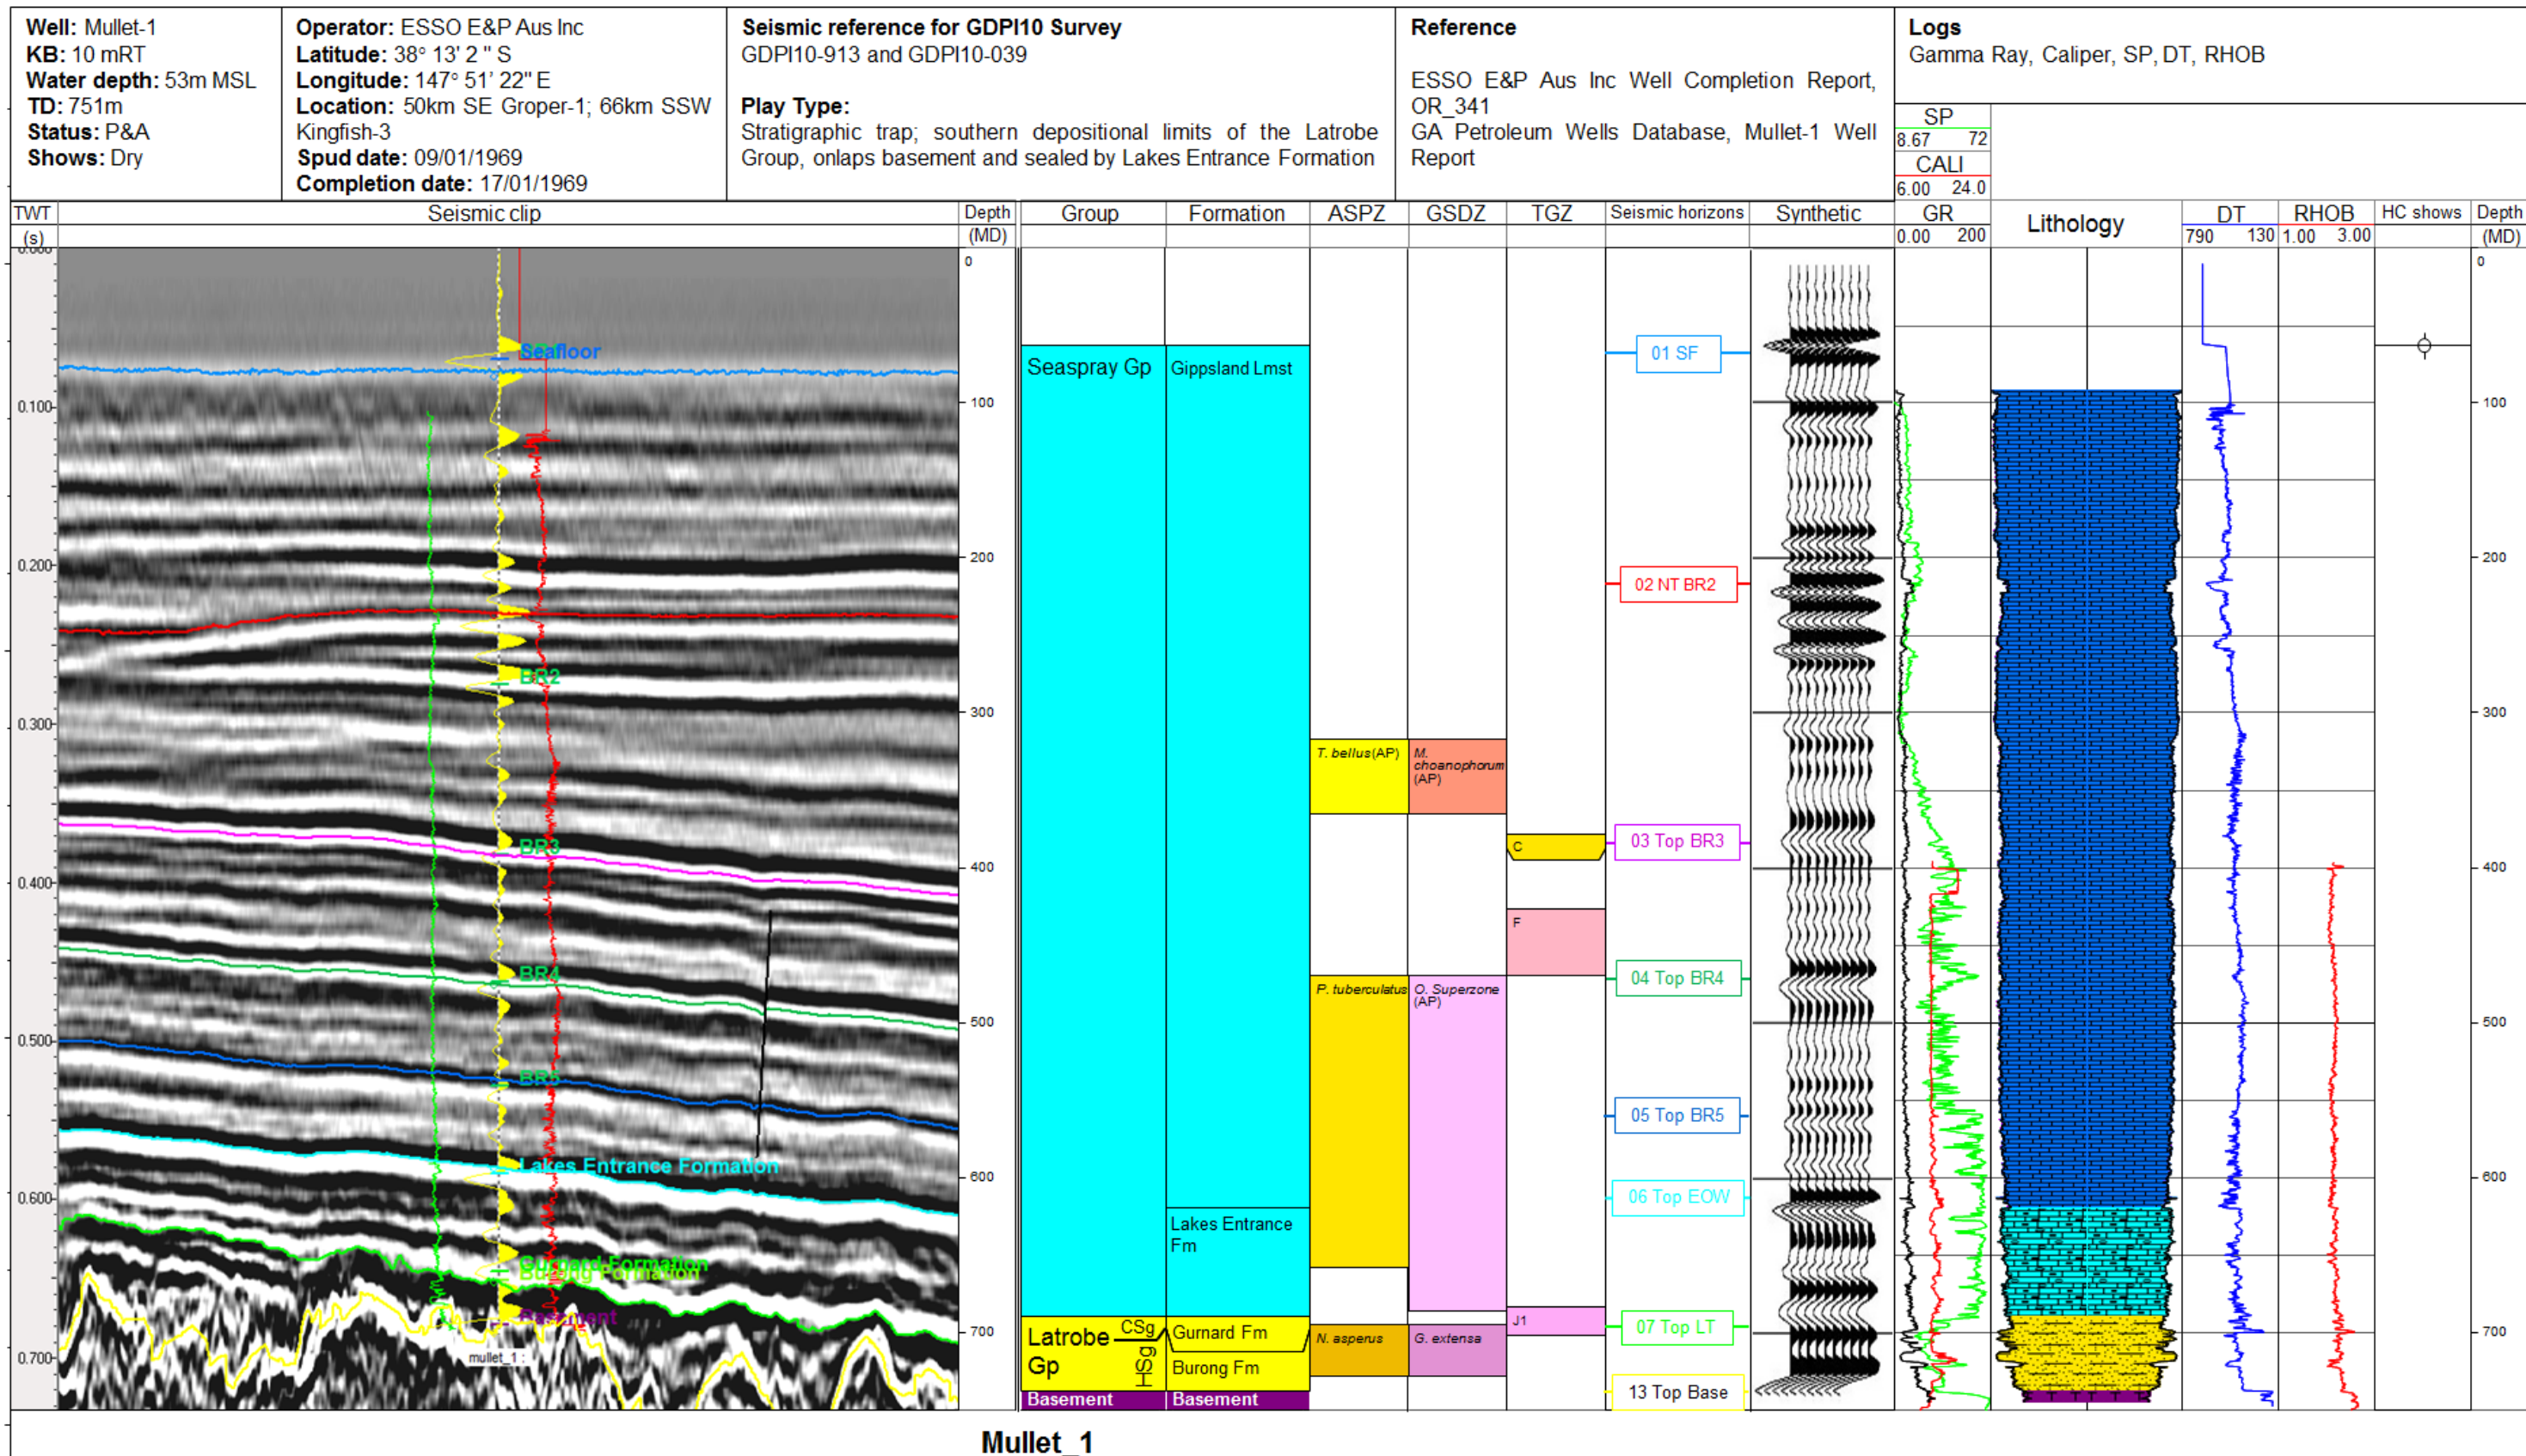 Well: Mullet-1
KB: 10 mRT
Water depth: 53m MSL
TD: 751m
Status: P&A
Shows: Dry
Operator: ESSO E&P Aus Inc
Latitude: 38° 13' 2 " S
Longitude: 147° 51' 22" E
Location: 50km SE Groper-1; 66km SSW
Kingfish-3
Spud date: 09/01/1969
Completion date: 17/01/1969
Seismic reference for GDPI10 Survey
GDPI10-913 and GDPI10-039
Play Type:
Stratigraphic trap; southern depositional limits of the Latrobe
Group, onlaps basement and sealed by Lakes Entrance Formation
Reference
ESSO E&P Aus Inc Well Completion Report,
OR_341
GA Petroleum Wells Database, Mullet-1 Well
Report
Logs
Gamma Ray, Caliper, SP, DT, RHOB
SP
8.67 72
CALI
6.00 24.0
TWT
(s)
Seismic clip
Depth
(MD)
Group
Formation
ASPZ
GSDZ
TGZ
Seismic horizons
Synthetic
GR
0.00 200
Lithology
DT
790 130
RHOB
1.00 3.00
HC shows
Depth
(MD)
0.000
0.100
0.200
0.300
0.400
0.500
0.600
0.700
Seafloor
BR2
BR3
BR4
BR5
Lakes Entrance Formation
Gurnard Formation
Burong Formation
Basement
mullet_1 :
0
100
200
300
400
500
600
700
Seaspray Gp
Gippsland Lmst
Lakes Entrance
Fm
Latrobe
Gp
CSg
HSg
Gurnard Fm
Burong Fm
Basement
Basement
T. bellus(AP)
P. tuberculatus
N. asperus
M.
choanophorum
(AP)
O. Superzone
(AP)
G. extensa
C
F
J1
01 SF
02 NT BR2
03 Top BR3
04 Top BR4
05 Top BR5
06 Top EOW
07 Top LT
13 Top Base
0
100
200
300
400
500
600
700
Mullet_1